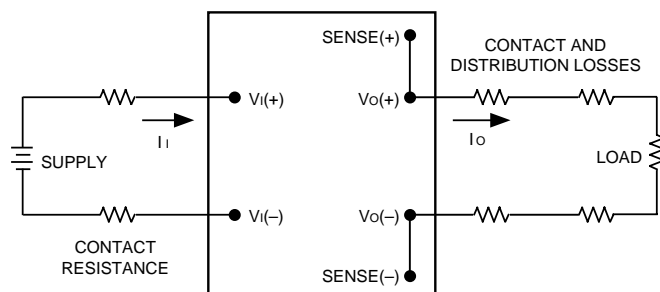 SENSE(+)
CONTACT AND
DISTRIBUTION LOSSES
VI(+)
VO(+)
II
IO
SUPPLY
LOAD
VI(–)
VO(–)
CONTACT
RESISTANCE
SENSE(–)